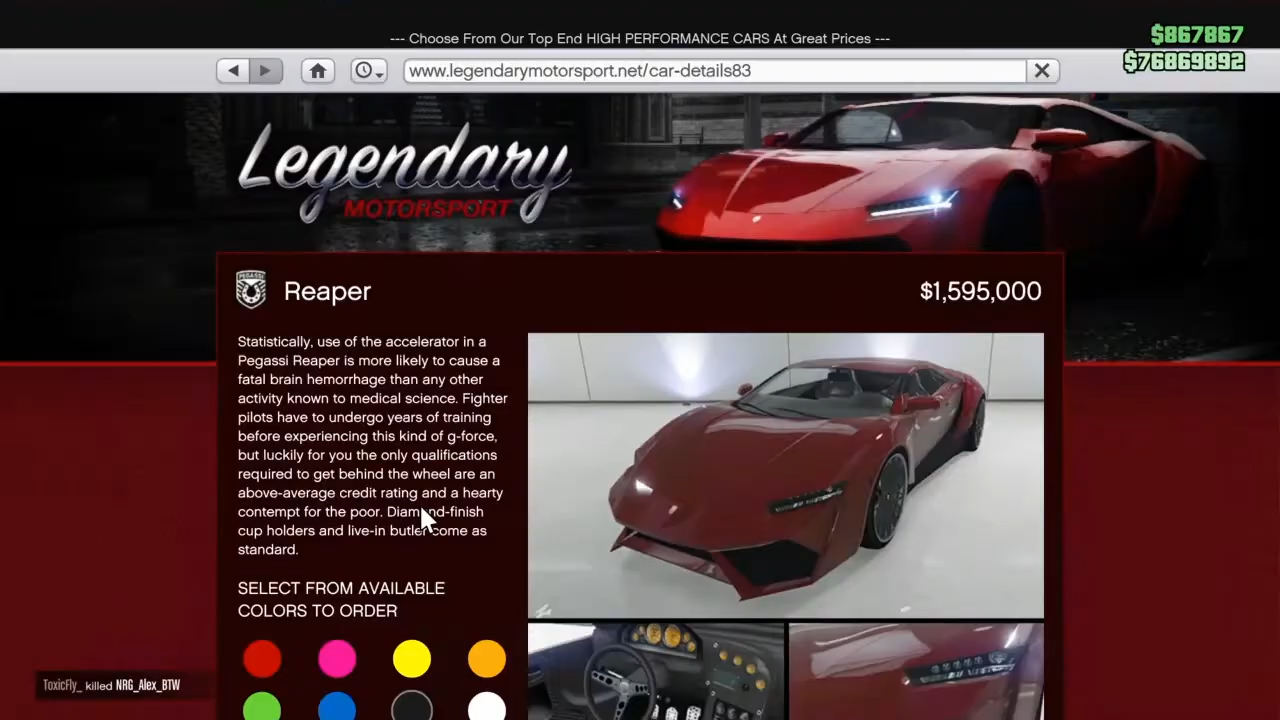 --- Choose From Our Top End HIGH PERFORMANCE CARS At Great Prices ---
$867867
$76869892
www.legendarymotorsport.net/car-details83
Legendary
MOTORSPORT
PEGASSI
Reaper
$1,595,000
Statistically, use of the accelerator in a
Pegassi Reaper is more likely to cause a
fatal brain hemorrhage than any other
activity known to medical science. Fighter
pilots have to undergo years of training
before experiencing this kind of g-force,
but luckily for you the only qualifications
required to get behind the wheel are an
above-average credit rating and a hearty
contempt for the poor. Diamond-finish
cup holders and live-in butler come as
standard.
SELECT FROM AVAILABLE
COLORS TO ORDER
ToxicFly_ killed NRG_Alex_BTW